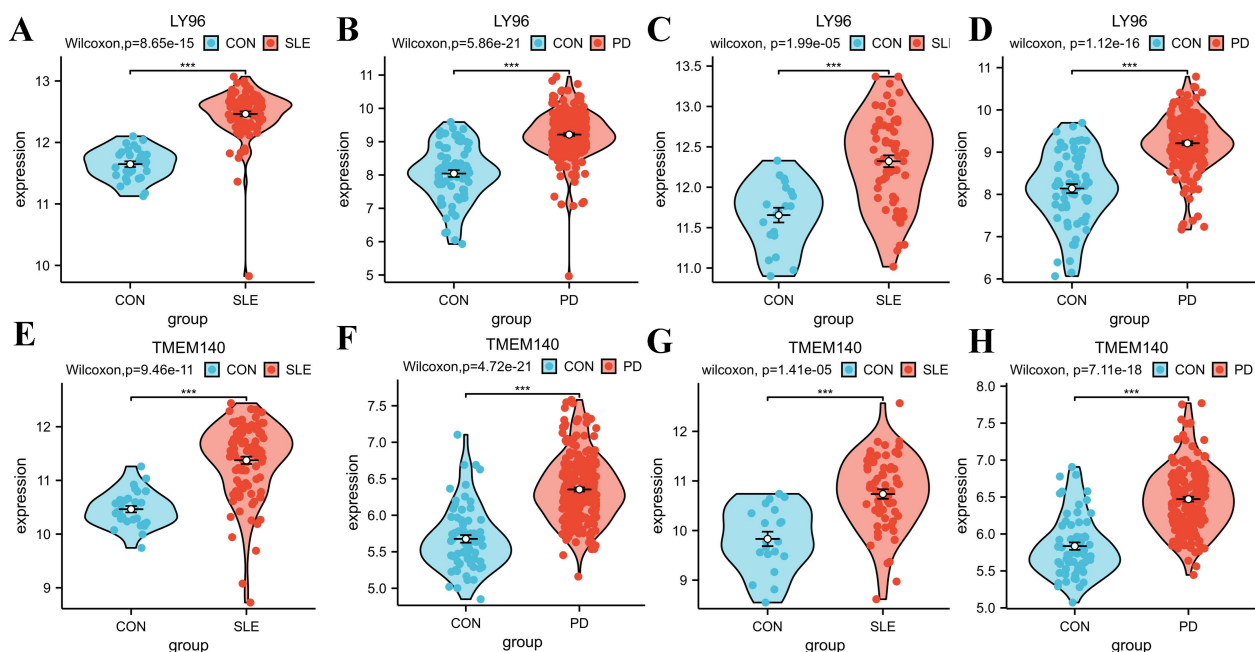 A
LY96
Wilcoxon,p=8.65e-15 CON SLE
***
13
12
11
10
expression
CON SLE
group
B
LY96
Wilcoxon,p=5.86e-21 CON PD
***
11
10
9
8
7
6
5
expression
CON PD
group
C
LY96
wilcoxon, p=1.99e-05 CON SLI
***
13.5
13.0
12.5
12.0
11.5
11.0
expression
CON SLE
group
D
LY96
wilcoxon, p=1.12e-16 CON PD
***
11
10
9
8
7
6
expression
CON PD
group
E
TMEM140
Wilcoxon,p=9.46e-11 CON SLE
***
12
11
10
9
expression
CON SLE
group
F
TMEM140
Wilcoxon,p=4.72e-21 CON PD
***
7.5
7.0
6.5
6.0
5.5
5.0
expression
CON PD
group
G
TMEM140
wilcoxon, p=1.41e-05 CON SLE
***
12
11
10
9
expression
CON SLE
group
H
TMEM140
Wilcoxon, p=7.11e-18 CON PD
***
8.0
7.5
7.0
6.5
6.0
5.5
5.0
expression
CON PD
group